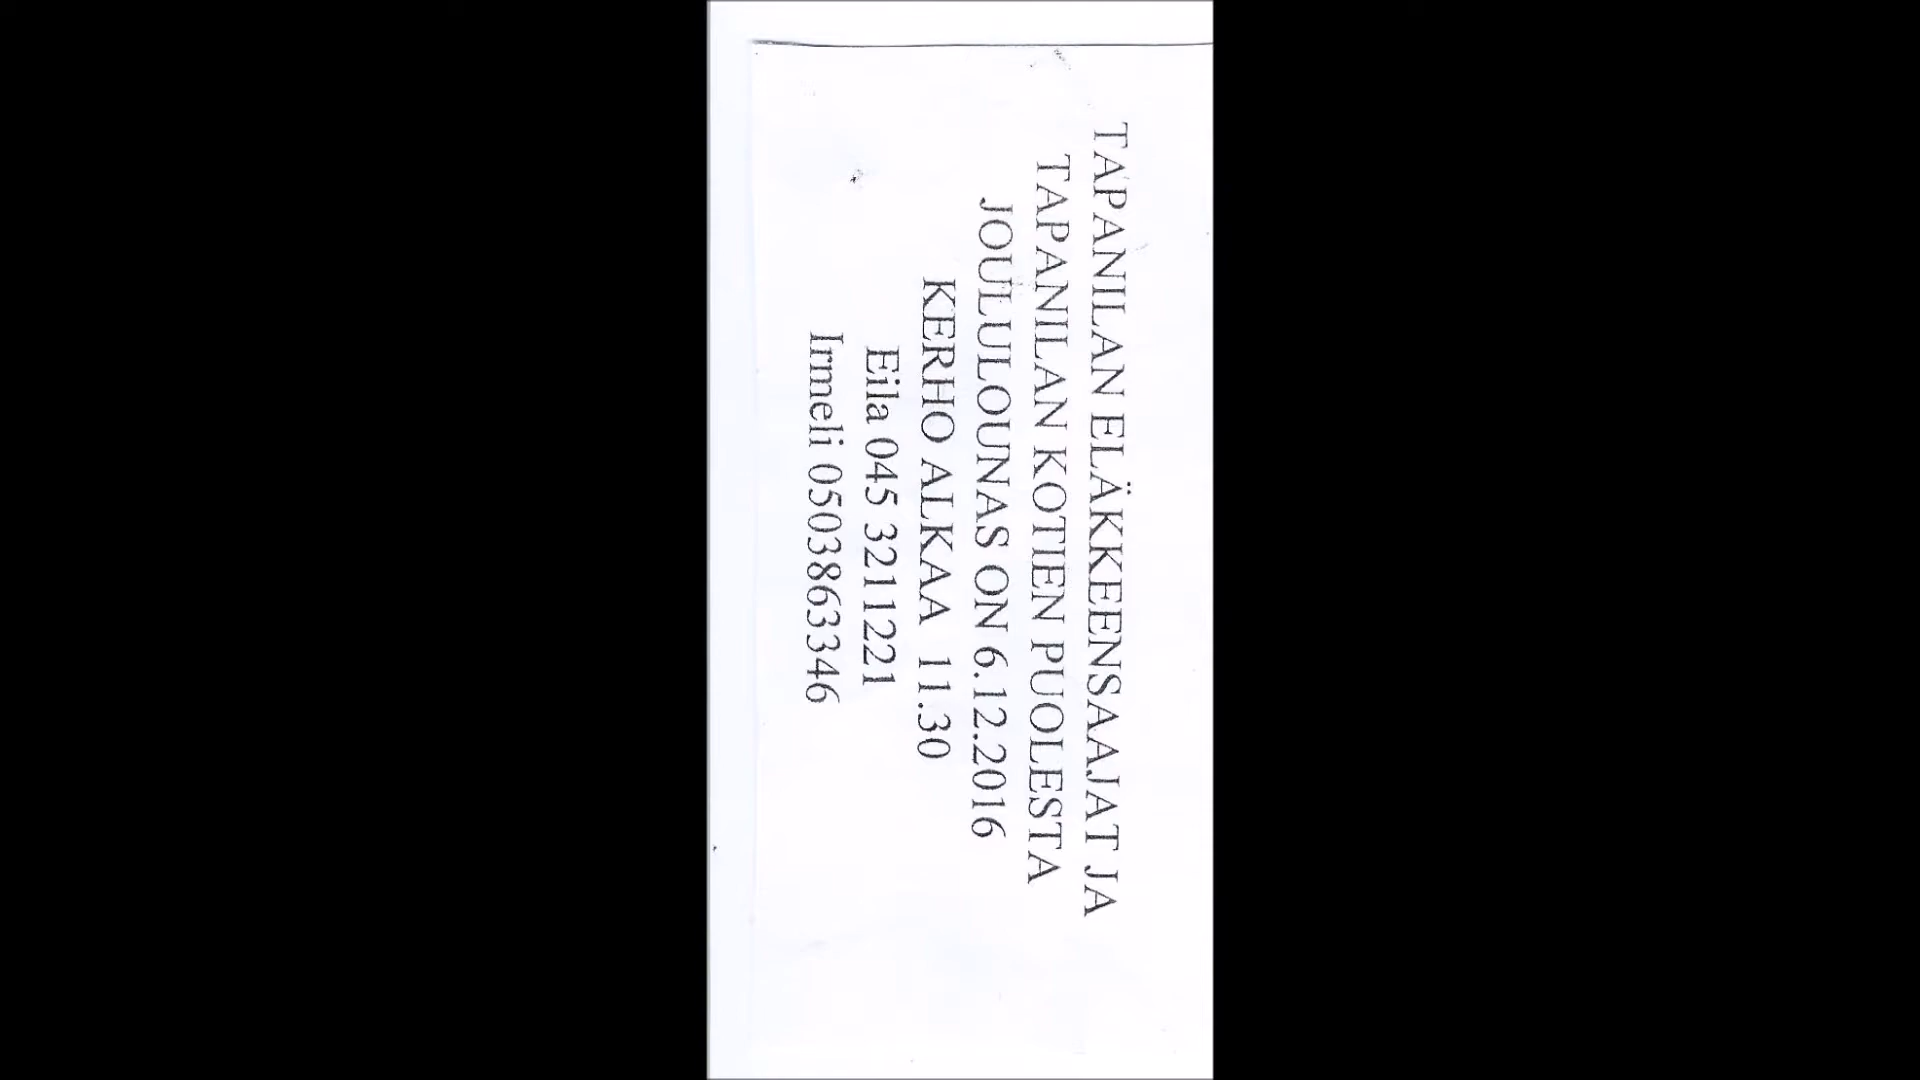 TAPANILAN ELÄKKEENSAAJAT JA
TAPANILAN KOTIEN PUOLESTA
JOULULOUNAS ON 6.12.2016
KERHO ALKAA 11.30
Eila 045 3211221
Irmeli 0503863346